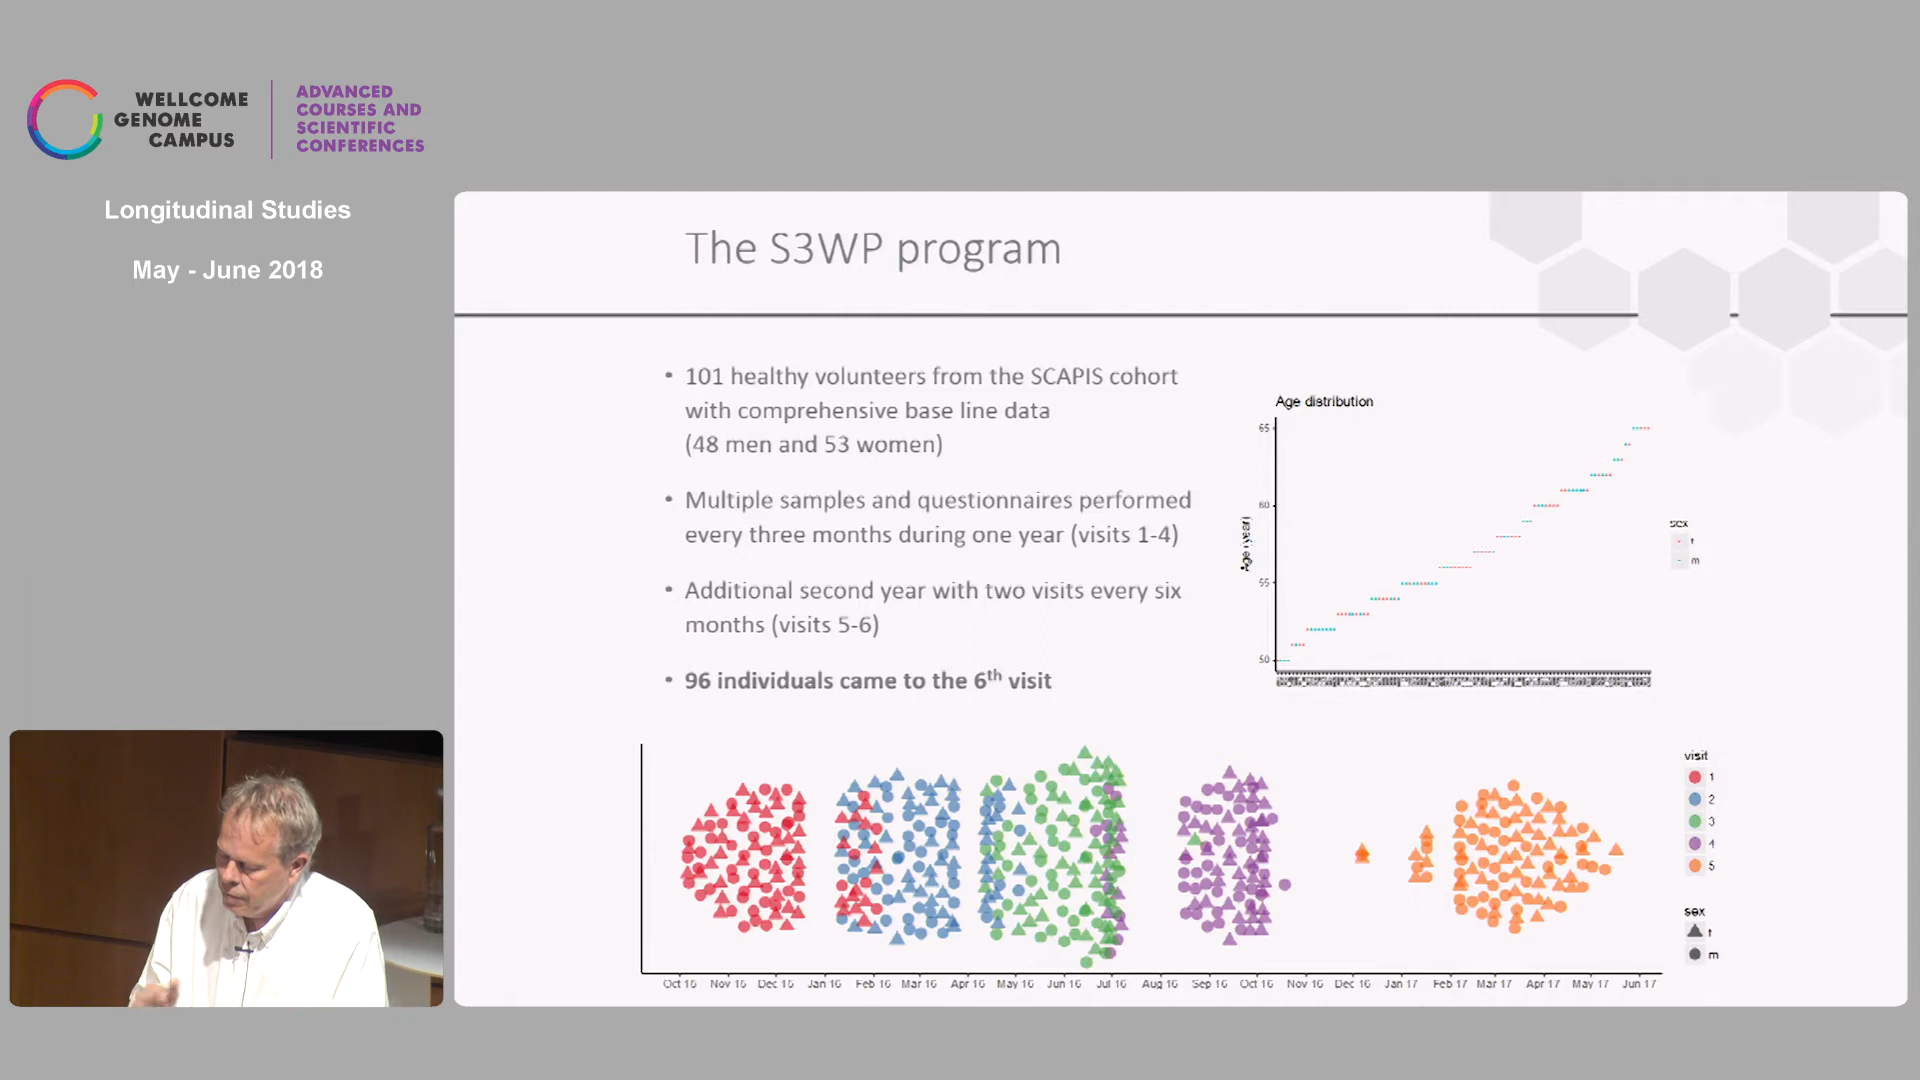 WELLCOME
GENOME
CAMPUS
ADVANCED
COURSES AND
SCIENTIFIC
CONFERENCES
Longitudinal Studies
May - June 2018
The S3WP program
• 101 healthy volunteers from the SCAPIS cohort
with comprehensive base line data
(48 men and 53 women)
• Multiple samples and questionnaires performed
every three months during one year (visits 1-4)
• Additional second year with two visits every six
months (visits 5-6)
• 96 individuals came to the 6th visit
Age distribution
65
60
55
50
Age (year)
sex
f
m
visit
1
2
3
4
5
sex
f
m
Oct 15 Nov 15 Dec 15 Jan 16 Feb 16 Mar 16 Apr 16 May 16 Jun 16 Jul 16 Aug 16 Sep 16 Oct 16 Nov 16 Dec 16 Jan 17 Feb 17 Mar 17 Apr 17 May 17 Jun 17